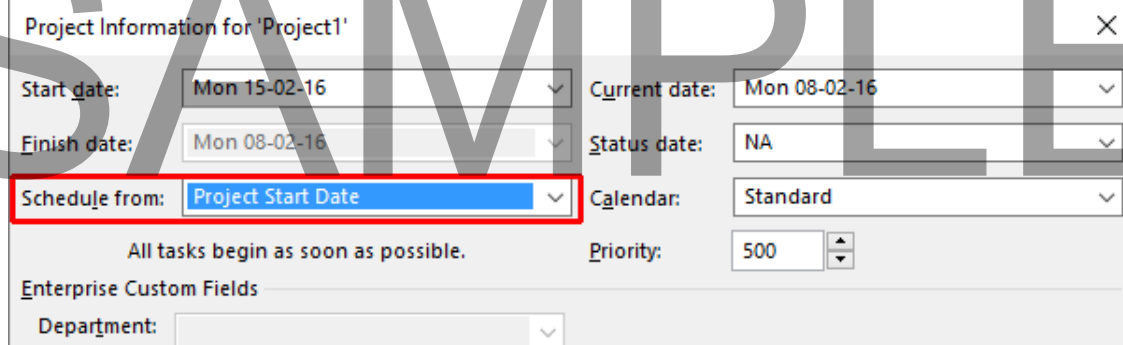 Project Information for 'Project1'
Start date: Mon 15-02-16 Current date: Mon 08-02-16
Finish date: Mon 08-02-16 Status date: NA
Schedule from: Project Start Date Calendar: Standard
All tasks begin as soon as possible. Priority: 500
Enterprise Custom Fields
Department:
SAMPLE